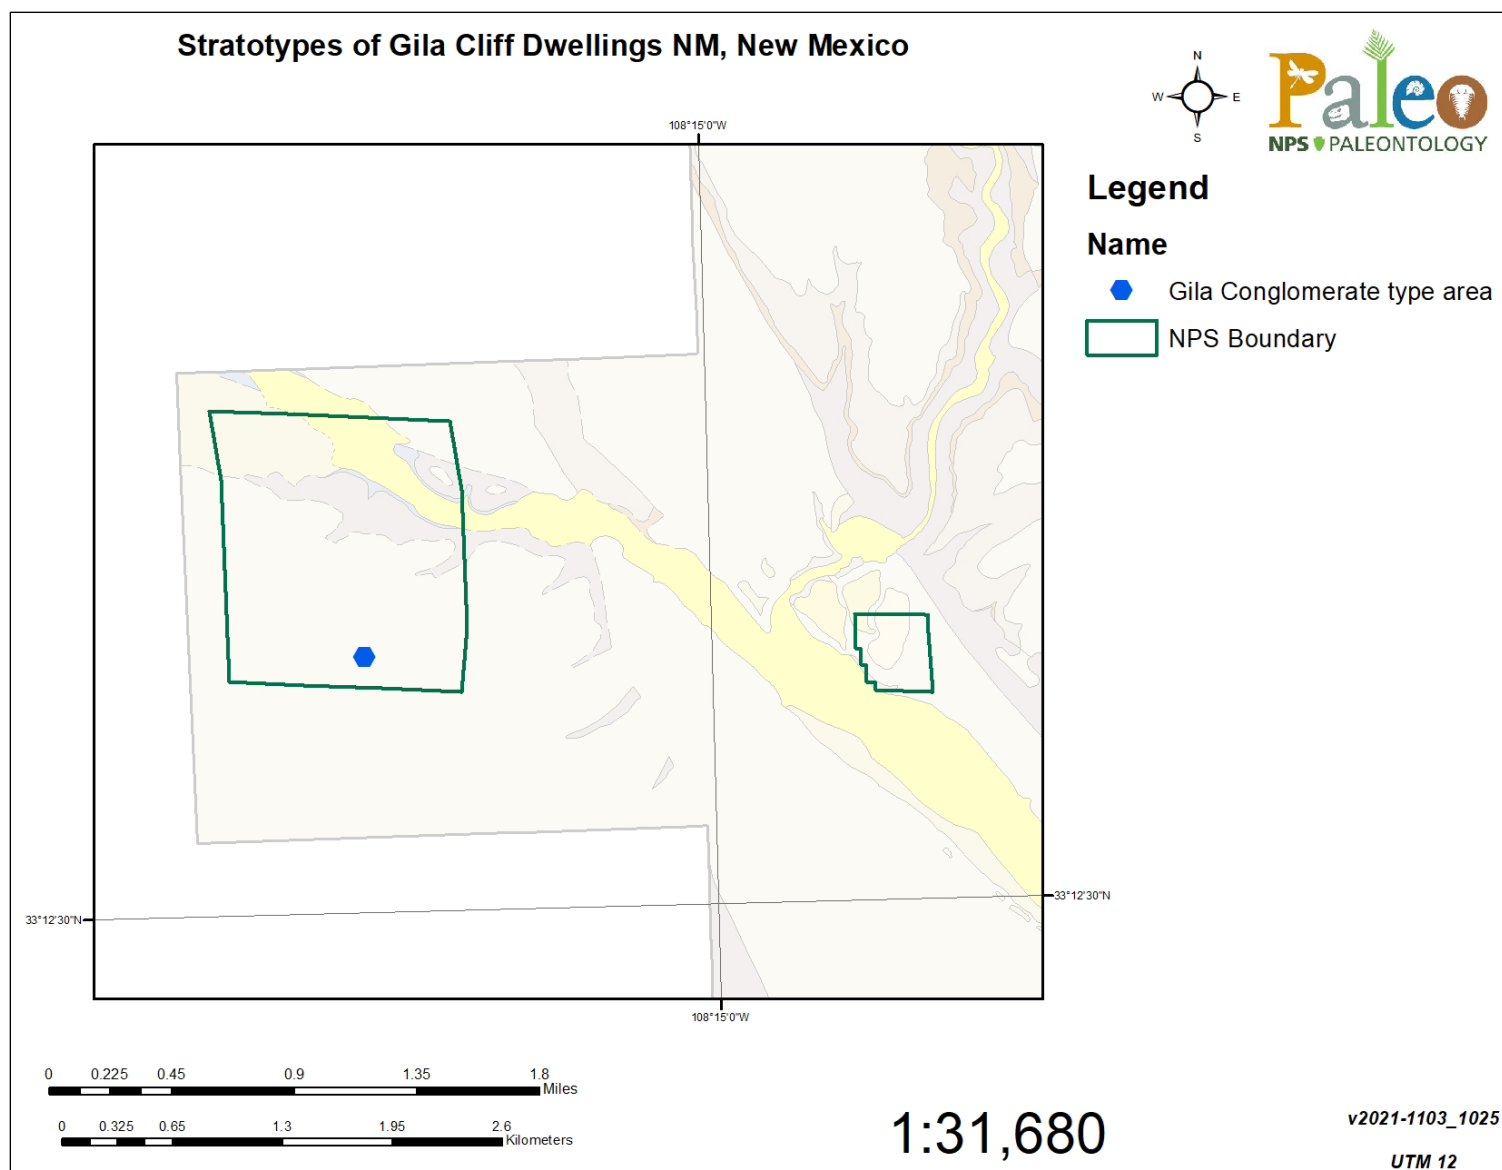 Stratotypes of Gila Cliff Dwellings NM, New Mexico
N
W E
S
Paleo
NPS PALEONTOLOGY
108°15'0"W
Legend
Name
Gila Conglomerate type area
NPS Boundary
33°12'30"N
33°12'30"N
108°15'0"W
0 0.225 0.45 0.9 1.35 1.8
Miles
0 0.325 0.65 1.3 1.95 2.6
Kilometers
1:31,680
v2021-1103_1025
UTM 12